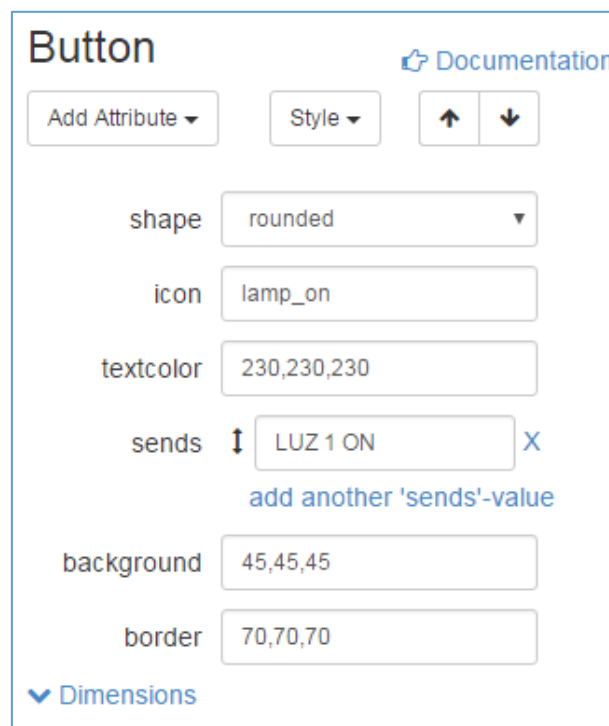 Button
Documentation
Add Attribute Style
shape rounded
icon lamp_on
textcolor 230,230,230
sends LUZ 1 ON X
add another 'sends'-value
background 45,45,45
border 70,70,70
Dimensions